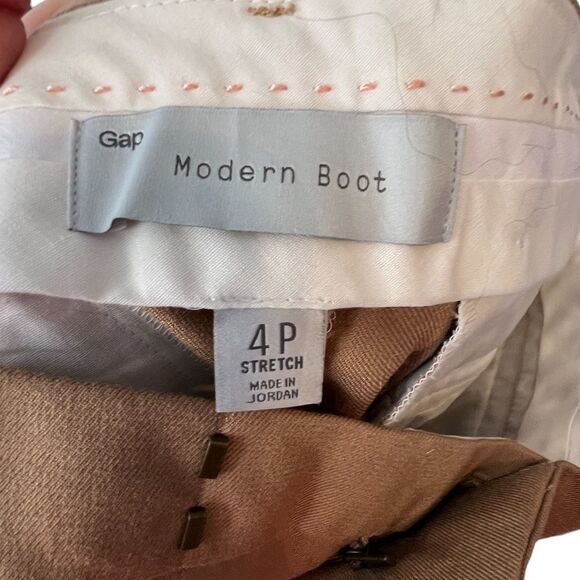 Gap
Modern Boot
4P
STRETCH
MADE IN
JORDAN